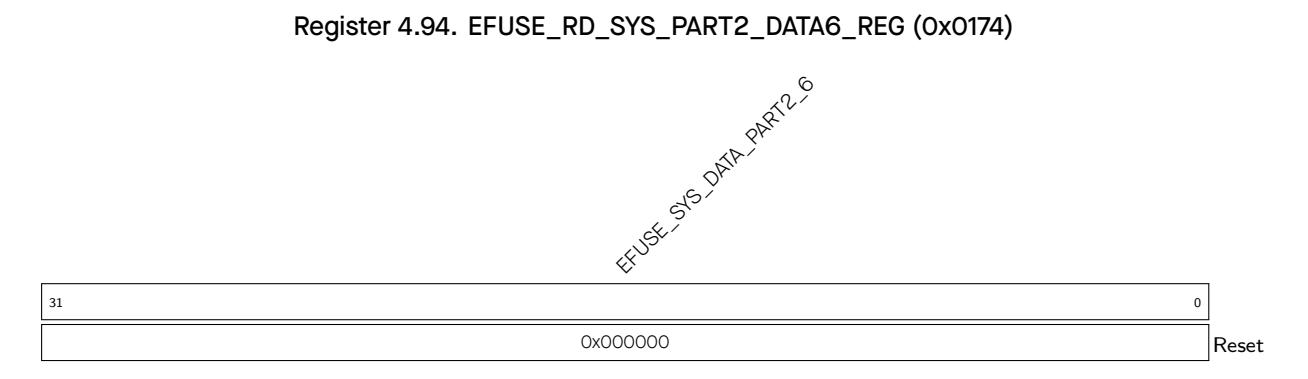 Register 4.94. EFUSE_RD_SYS_PART2_DATA6_REG (0x0174)
EFUSE_SYS_DATA_PART2_6
31 0
0x000000 Reset